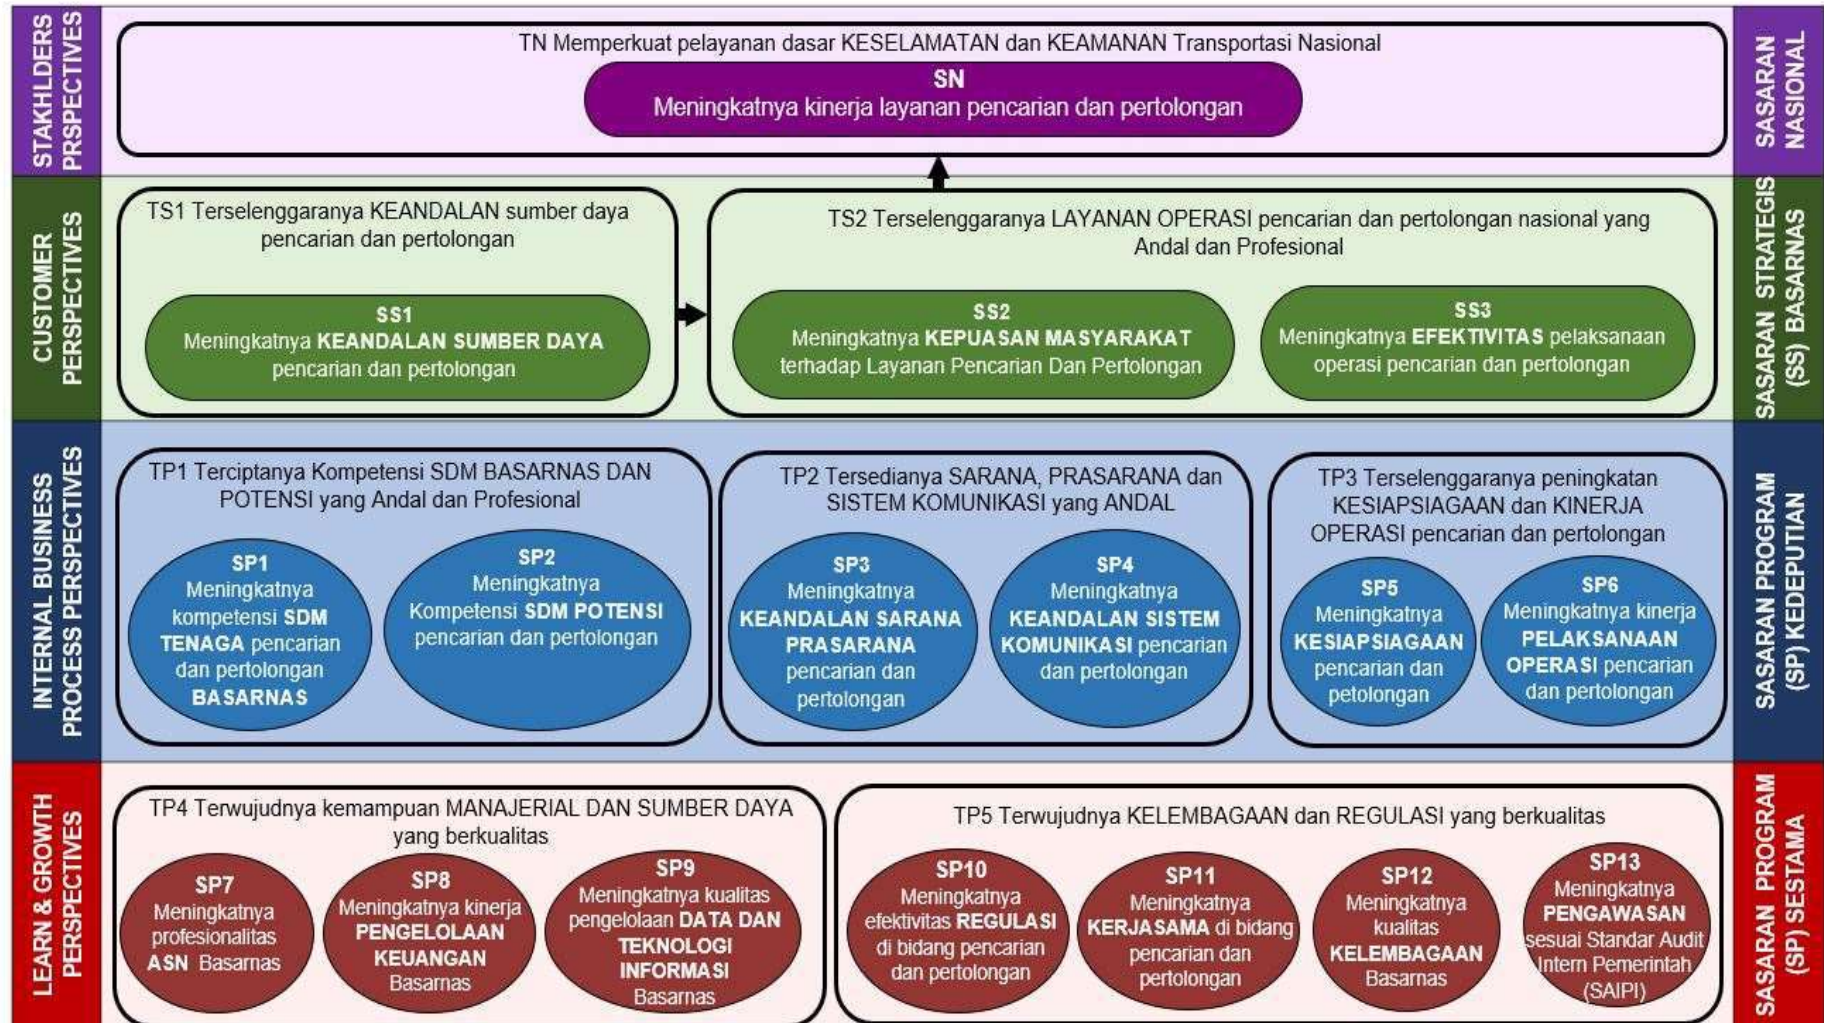 STAKHLDERS
PRSPECTIVES
TN Memperkuat pelayanan dasar KESELAMATAN dan KEAMANAN Transportasi Nasional
SN
Meningkatnya kinerja layanan pencarian dan pertolongan
SASARAN
NASIONAL
CUSTOMER
PERSPECTIVES
TS1 Terselenggaranya KEANDALAN sumber daya
pencarian dan pertolongan
SS1
Meningkatnya KEANDALAN SUMBER DAYA
pencarian dan pertolongan
TS2 Terselenggaranya LAYANAN OPERASI pencarian dan pertolongan nasional yang
Andal dan Profesional
SS2
Meningkatnya KEPUASAN MASYARAKAT
terhadap Layanan Pencarian Dan Pertolongan
SS3
Meningkatnya EFEKTIVITAS pelaksanaan
operasi pencarian dan pertolongan
SASARAN STRATEGIS
(SS) BASARNAS
INTERNAL BUSINESS
PROCESS PERSPECTIVES
TP1 Terciptanya Kompetensi SDM BASARNAS DAN
POTENSI yang Andal dan Profesional
SP1
Meningkatnya
kompetensi SDM
TENAGA pencarian
dan pertolongan
BASARNAS
SP2
Meningkatnya
Kompetensi SDM POTENSI
pencarian dan pertolongan
TP2 Tersedianya SARANA, PRASARANA dan
SISTEM KOMUNIKASI yang ANDAL
SP3
Meningkatnya
KEANDALAN SARANA
PRASARANA
pencarian dan
pertolongan
SP4
Meningkatnya
KEANDALAN SISTEM
KOMUNIKASI pencarian
dan pertolongan
TP3 Terselenggaranya peningkatan
KESIAPSIAGAAN dan KINERJA
OPERASI pencarian dan pertolongan
SP5
Meningkatnya
KESIAPSIAGAAN
pencarian dan
petolongan
SP6
Meningkatnya kinerja
PELAKSANAAN
OPERASI pencarian
dan pertolongan
SASARAN PROGRAM
(SP) KEDEPUTIAN
LEARN & GROWTH
PERSPECTIVES
TP4 Terwujudnya kemampuan MANAJERIAL DAN SUMBER DAYA
yang berkualitas
SP7
Meningkatnya
profesionalitas
ASN Basarnas
SP8
Meningkatnya kinerja
PENGELOLAAN
KEUANGAN
Basarnas
SP9
Meningkatnya kualitas
pengelolaan DATA DAN
TEKNOLOGI
INFORMASI
Basarnas
TP5 Terwujudnya KELEMBAGAAN dan REGULASI yang berkualitas
SP10
Meningkatnya
efektivitas REGULASI
di bidang pencarian
dan pertolongan
SP11
Meningkatnya
KERJASAMA di bidang
pencarian dan
pertolongan
SP12
Meningkatnya
kualitas
KELEMBAGAAN
Basarnas
SP13
Meningkatnya
PENGAWASAN
sesuai Standar Audit
Intern Pemerintah
(SAIPI)
SASARAN PROGRAM
(SP) SESTAMA